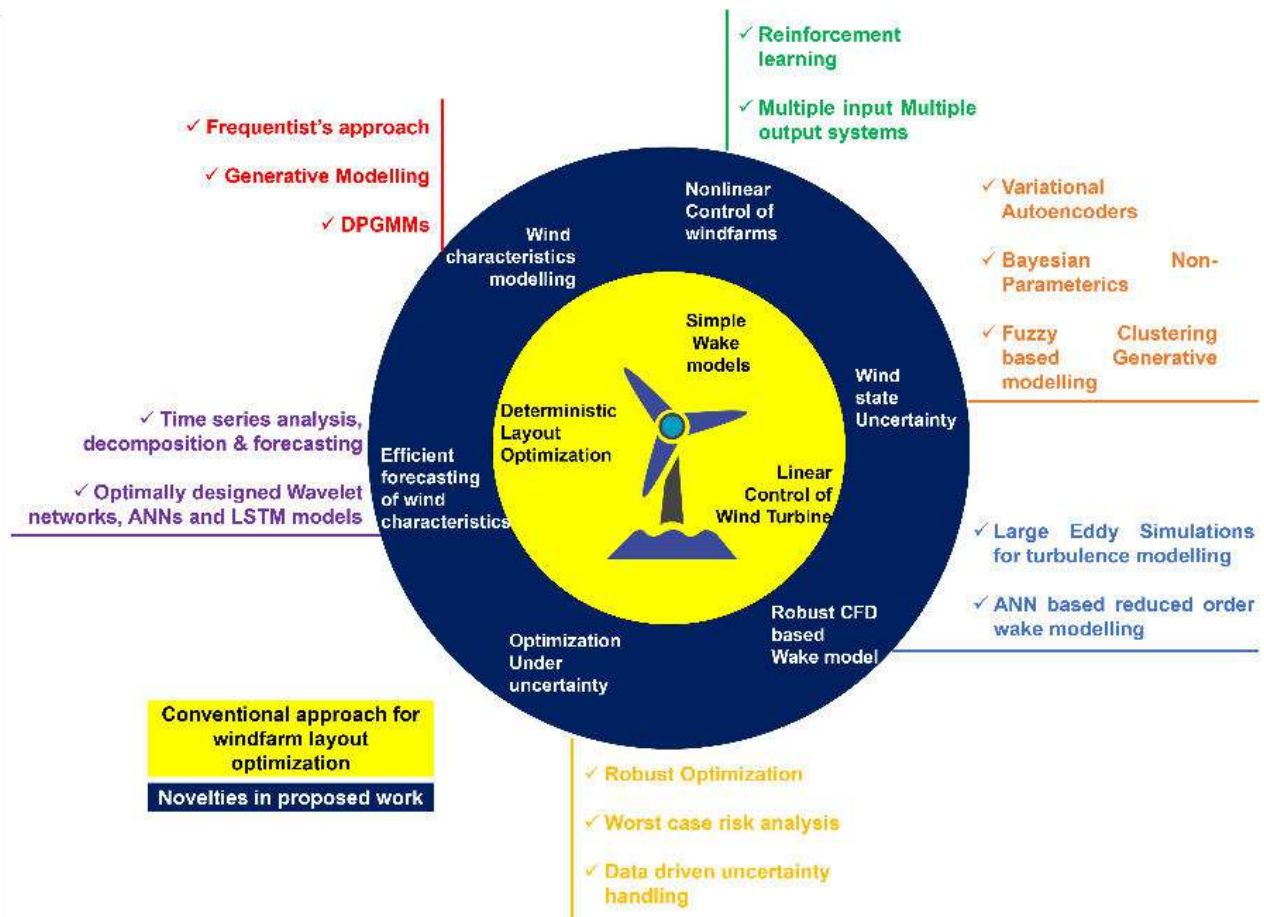 ✓ Reinforcement
learning
✓ Multiple input Multiple
output systems
✓ Frequentist's approach
✓ Generative Modelling
✓ DPGMMs
✓ Variational
Autoencoders
✓ Bayesian Non-
Parameterics
✓ Fuzzy Clustering
based Generative
modelling
Nonlinear
Control of
windfarms
Wind
characteristics
modelling
Simple
Wake
models
Wind
state
Uncertainty
Deterministic
Layout
Optimization
Linear
Control of
Wind Turbine
✓ Time series analysis,
decomposition & forecasting
✓ Optimally designed Wavelet
networks, ANNs and LSTM models
Efficient
forecasting
of wind
characteristics
✓ Large Eddy Simulations
for turbulence modelling
✓ ANN based reduced order
wake modelling
Robust CFD
based
Wake model
Optimization
Under
uncertainty
Conventional approach for
windfarm layout
optimization
Novelties in proposed work
✓ Robust Optimization
✓ Worst case risk analysis
✓ Data driven uncertainty
handling